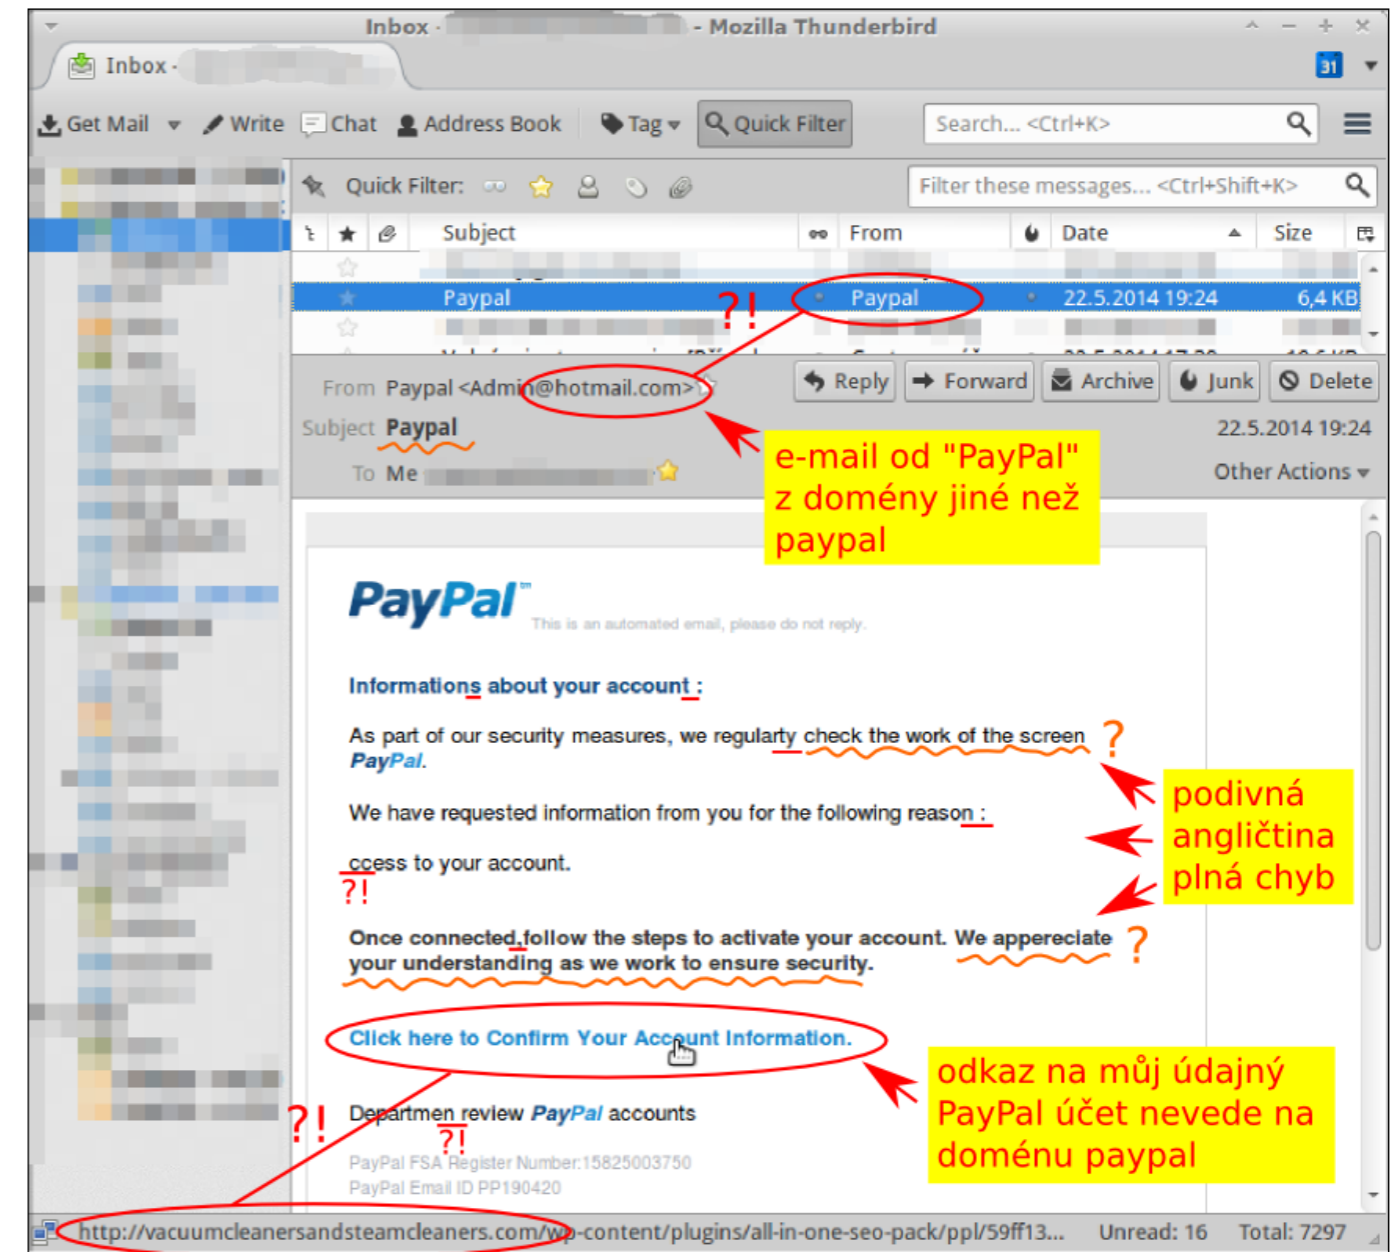 Inbox - - Mozilla Thunderbird
Inbox - 31
Get Mail Write Chat Address Book Tag Quick Filter Search... <Ctrl+K>
Quick Filter: Filter these messages... <Ctrl+Shift+K>
Subject From Date Size
Paypal Paypal 22.5.2014 19:24 6,4 KB
?!
From Paypal <Admin@hotmail.com> Reply Forward Archive Junk Delete
Subject Paypal 22.5.2014 19:24
To Me Other Actions
e-mail od "PayPal"
z domény jiné než
paypal
PayPal™
This is an automated email, please do not reply.
Informations about your account :
As part of our security measures, we regularty check the work of the screen ?
PayPal.
We have requested information from you for the following reason :
ccess to your account.
?!
podivná
angličtina
plná chyb
Once connected,follow the steps to activate your account. We appereciate ?
your understanding as we work to ensure security.
Click here to Confirm Your Account Information.
odkaz na můj údajný
PayPal účet nevede na
doménu paypal
?!
Departmen review PayPal accounts
?!
PayPal FSA Register Number:15825003750
PayPal Email ID PP190420
http://vacuumcleanersandsteamcleaners.com/wp-content/plugins/all-in-one-seo-pack/ppl/59ff13... Unread: 16 Total: 7297